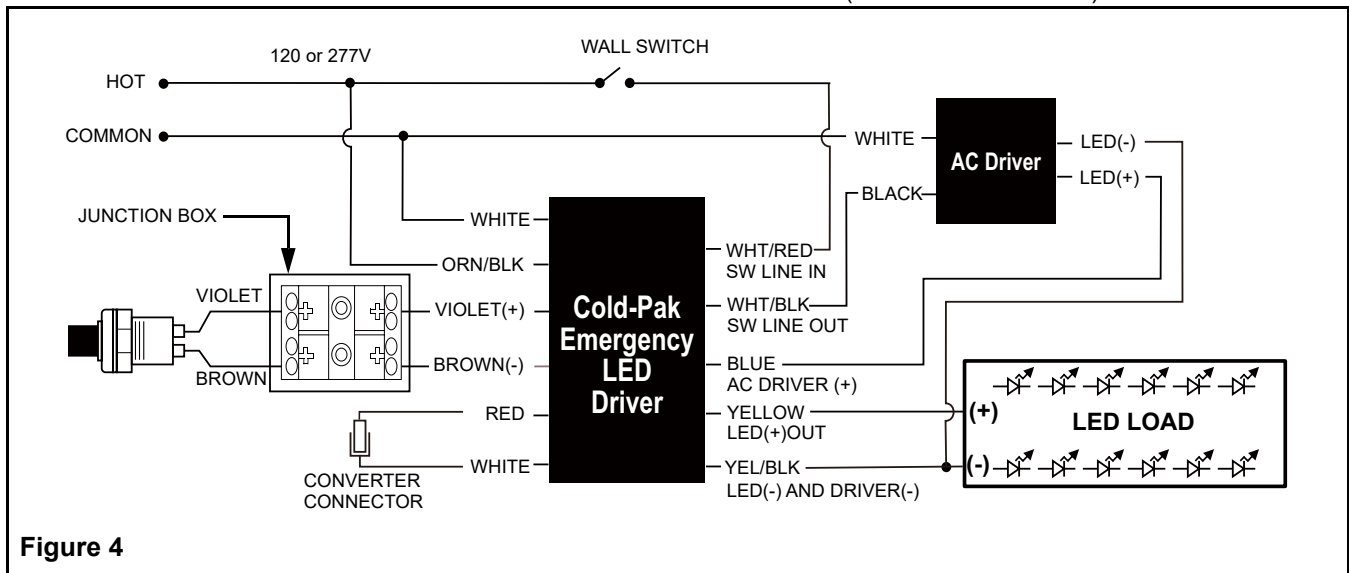 120 or 277V
WALL SWITCH
HOT
COMMON
WHITE
LED(-)
AC Driver
LED(+)
BLACK
JUNCTION BOX
WHITE
WHT/RED
SW LINE IN
ORN/BLK
VIOLET
VIOLET(+)
Cold-Pak
Emergency
LED
Driver
WHT/BLK
SW LINE OUT
BROWN
BROWN(-)
BLUE
AC DRIVER (+)
RED
YELLOW
LED(+)OUT
(+)
LED LOAD
WHITE
YEL/BLK
LED(-) AND DRIVER(-)
(-)
CONVERTER
CONNECTOR
Figure 4